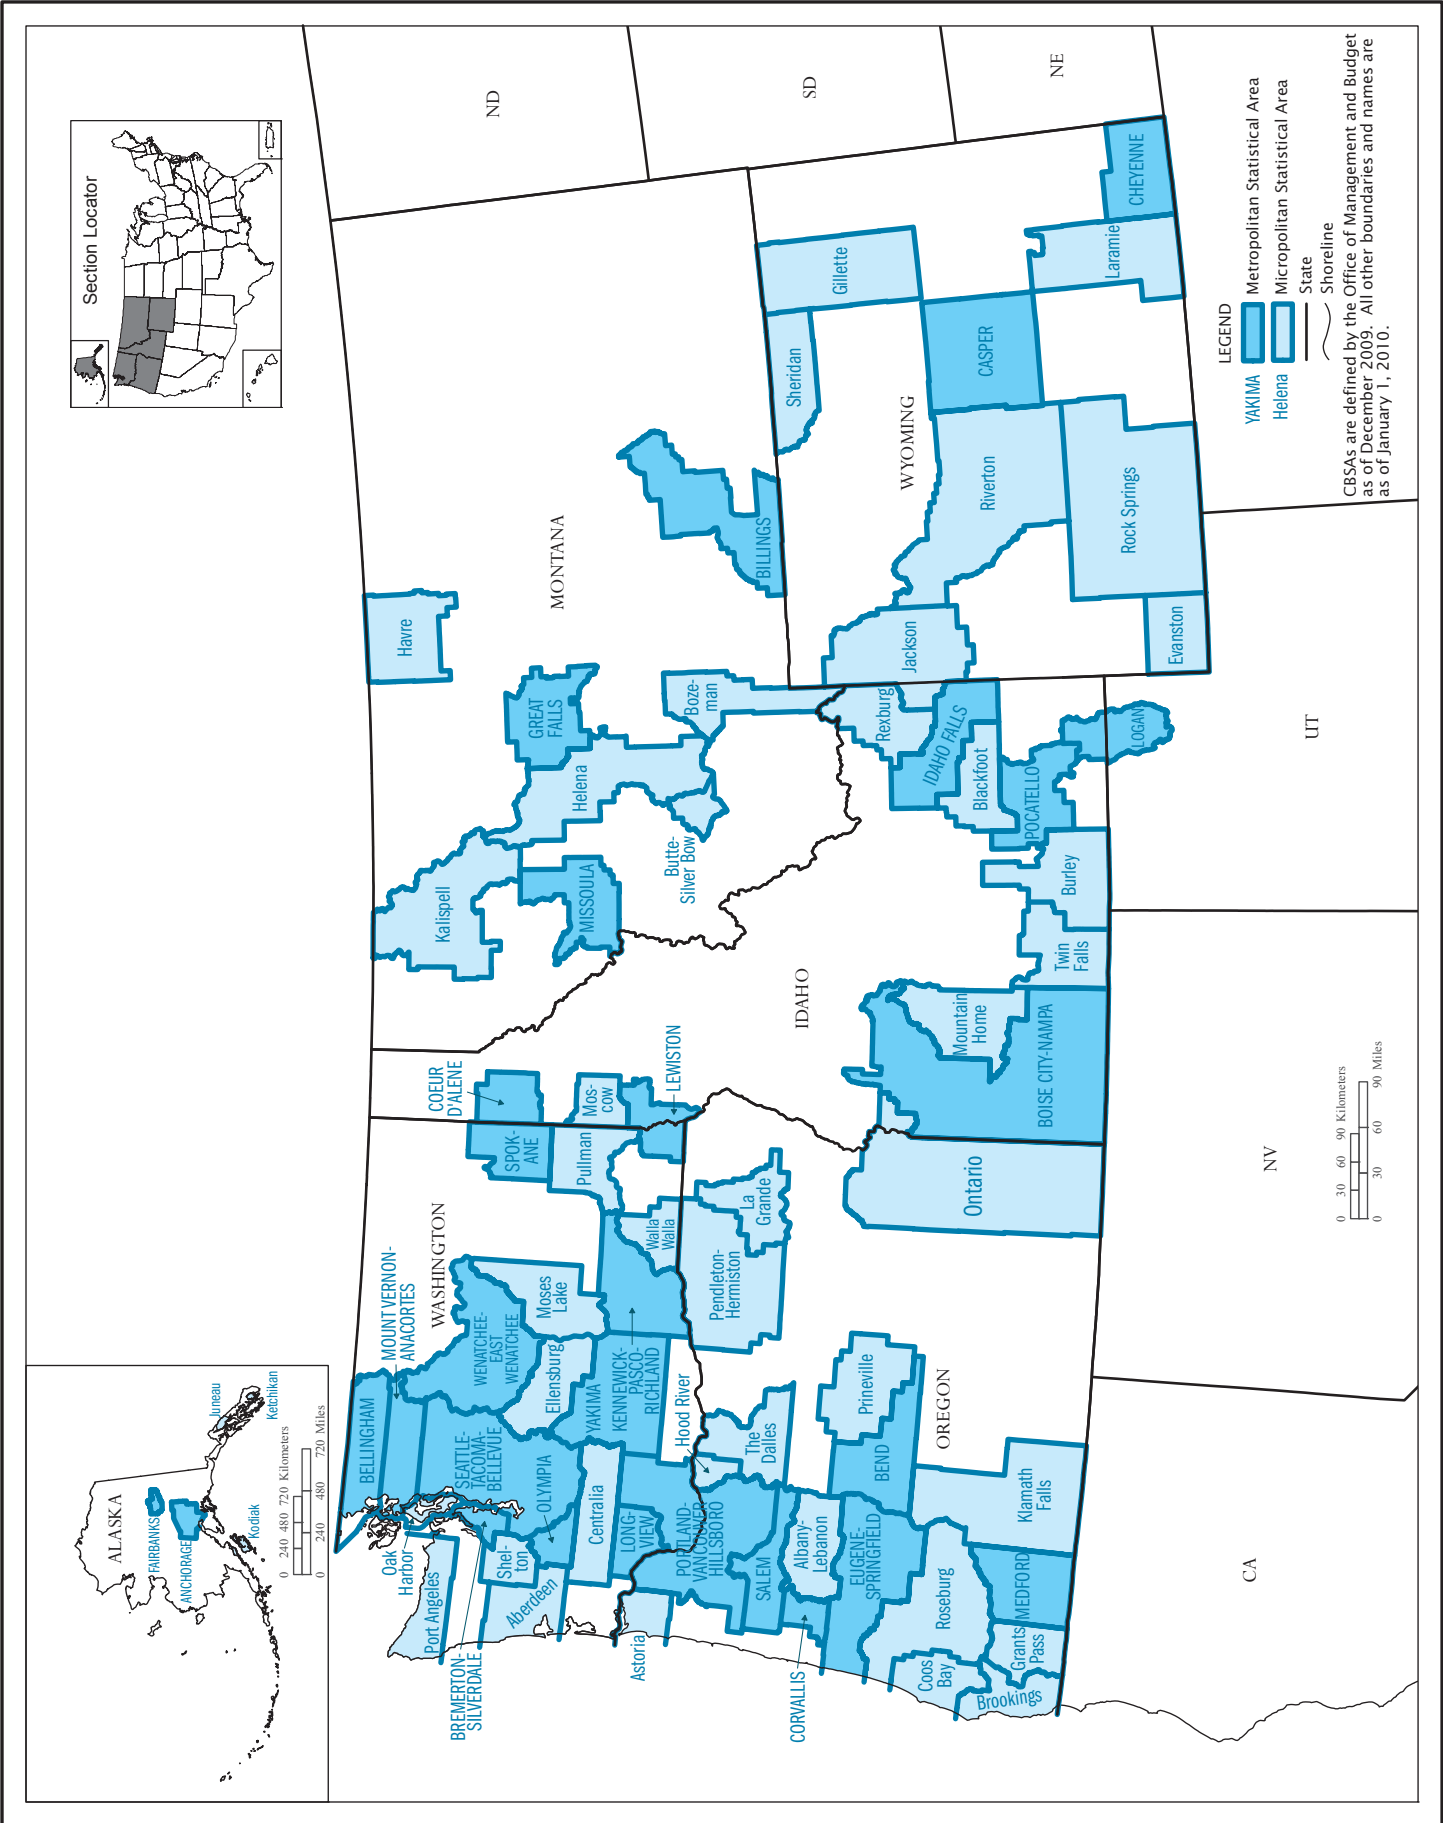 Section Locator
LEGEND
YAKIMA
Metropolitan Statistical Area
Helena
Micropolitan Statistical Area
State
Shoreline
CBSAs are defined by the Office of Management and Budget
as of December 2009. All other boundaries and names are
as of January 1, 2010.
ALASKA
FAIRBANKS
ANCHORAGE
Kodiak
Juneau
Ketchikan
0 240 480 720 Kilometers
0 240 480 720 Miles
WASHINGTON
BELLINGHAM
MOUNT VERNON-
ANACORTES
Oak
Harbor
Port Angeles
SEATTLE-
TACOMA-
BELLEVUE
BREMERTON-
SILVERDALE
OLYMPIA
Shel-
ton
Aberdeen
Centralia
LONG-
VIEW
WENATCHEE-
EAST
WENATCHEE
Moses
Lake
Ellensburg
YAKIMA
KENNEWICK-
PASCO-
RICHLAND
Walla
Walla
SPOK-
ANE
Pullman
COEUR
D'ALENE
Mos-
cow
LEWISTON
OREGON
Astoria
PORTLAND-
VANCOUVER-
HILLSBORO
Hood River
The
Dalles
Pendleton-
Hermiston
La
Grande
SALEM
Albany-
Lebanon
CORVALLIS
EUGENE-
SPRINGFIELD
BEND
Prineville
Roseburg
Coos
Bay
Brookings
Grants
Pass
MEDFORD
Klamath
Falls
Ontario
IDAHO
BOISE CITY-NAMPA
Mountain
Home
Twin
Falls
Burley
POCATELLO
Blackfoot
IDAHO FALLS
Rexburg
LOGAN
MONTANA
Kalispell
MISSOULA
Helena
GREAT
FALLS
Havre
Butte-
Silver Bow
Boze-
man
BILLINGS
WYOMING
Jackson
Sheridan
Gillette
CASPER
Riverton
Rock Springs
Evanston
Laramie
CHEYENNE
ND
SD
NE
UT
NV
CA
0 30 60 90 Kilometers
0 30 60 90 Miles